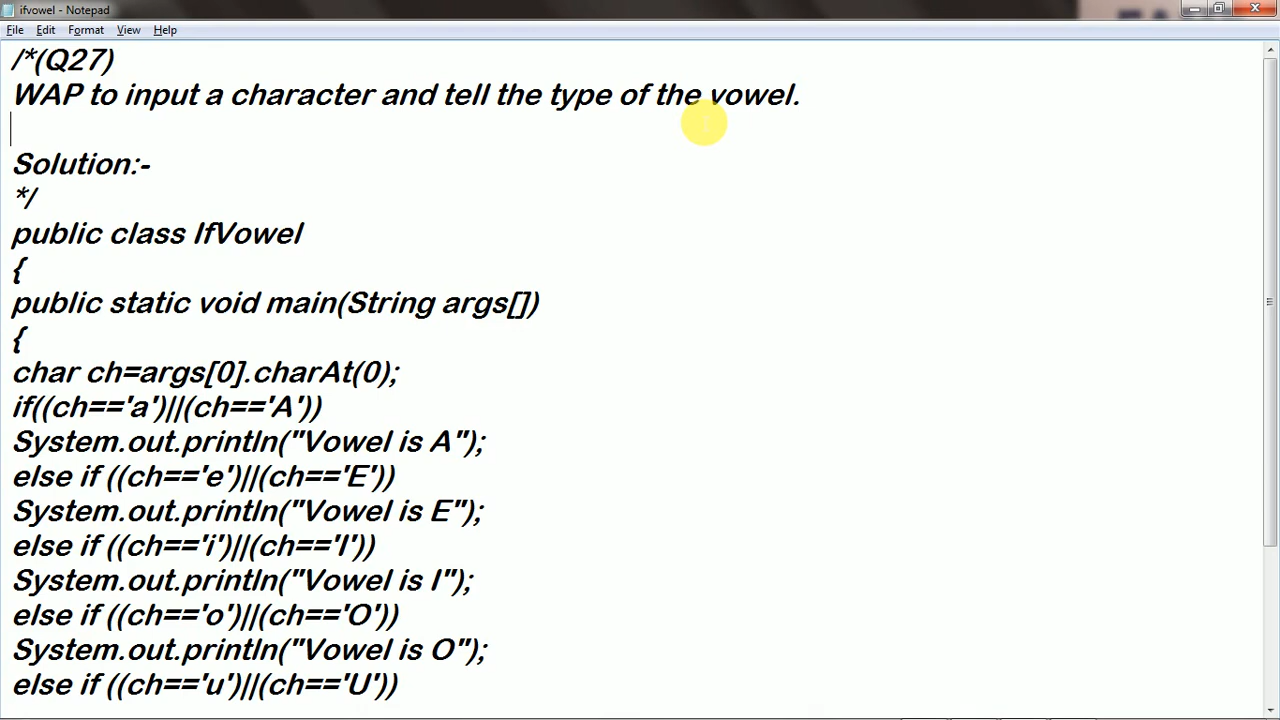 ifvowel - Notepad
File Edit Format View Help
/*(Q27)
WAP to input a character and tell the type of the vowel.
Solution:-
*/
public class IfVowel
{
public static void main(String args[])
{
char ch=args[0].charAt(0);
if((ch=='a')||(ch=='A'))
System.out.println("Vowel is A");
else if ((ch=='e')||(ch=='E'))
System.out.println("Vowel is E");
else if ((ch=='i')||(ch=='I'))
System.out.println("Vowel is I");
else if ((ch=='o')||(ch=='O'))
System.out.println("Vowel is O");
else if ((ch=='u')||(ch=='U'))